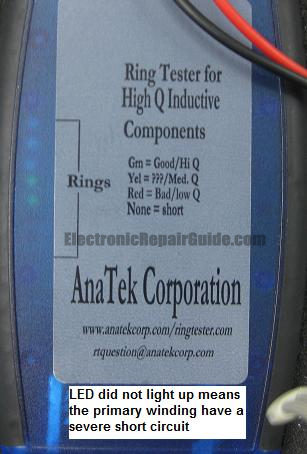 Ring Tester for
High Q Inductive
Components
Rings
Grn = Good/Hi Q
Yel = ???/Med. Q
Red = Bad/low Q
None = short
ElectronicRepairGuide.com
AnaTek Corporation
www.anatekcorp.com/ringtester.com
rtquestion@anatekcorp.com
LED did not light up means
the primary winding have a
severe short circuit